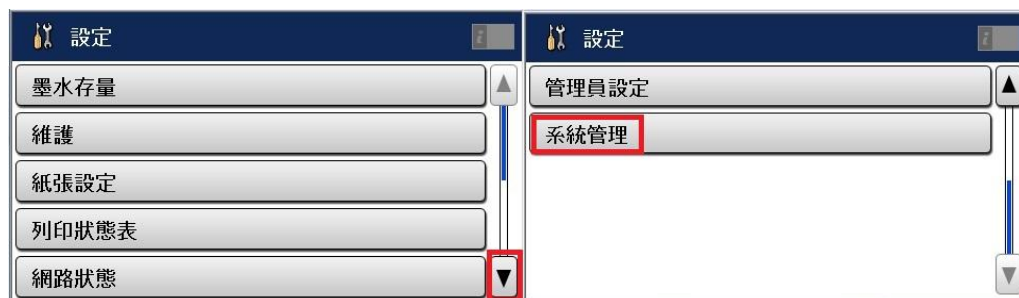 設定
墨水存量
維護
紙張設定
列印狀態表
網路狀態
設定
管理員設定
系統管理